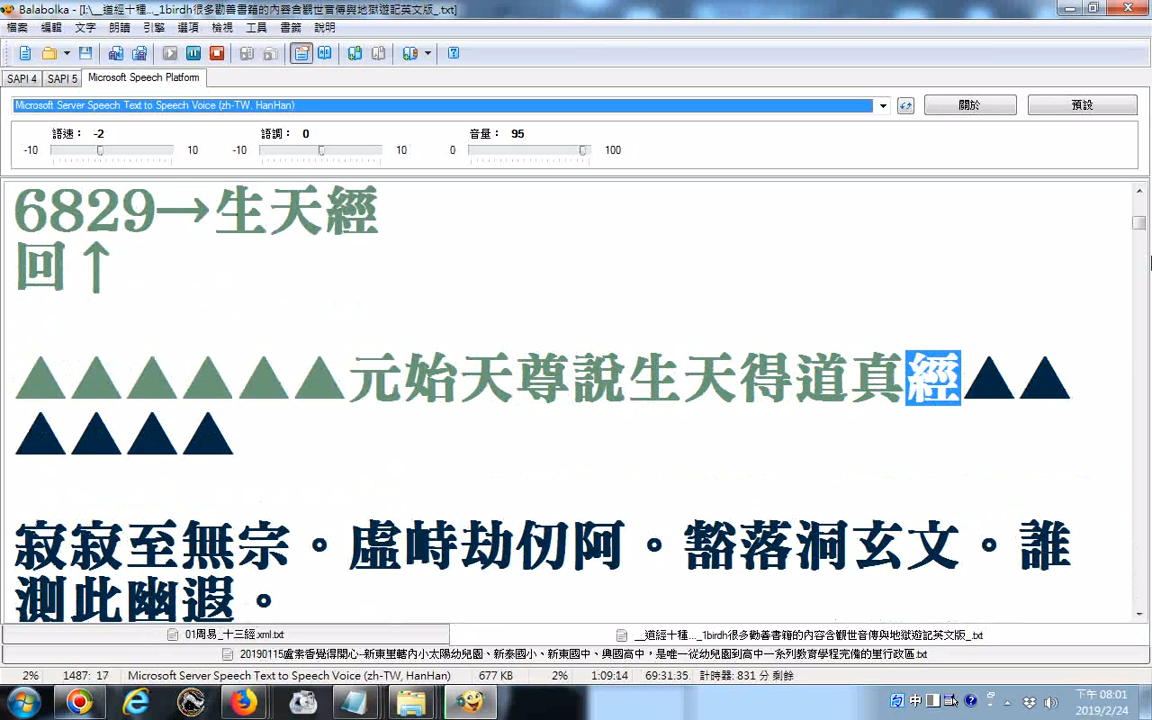 Balabolka - [I:\__道經十種..._1birdh很多勸善書籍的內容含觀世音傳與地獄遊記英文版_.txt]
檔案 編輯 文字 朗讀 引擎 選項 檢視 工具 書籤 說明
SAPI 4 SAPI 5 Microsoft Speech Platform
Microsoft Server Speech Text to Speech Voice (zh-TW, HanHan) 關於 預設
語速： -2 語調： 0 音量： 95
-10 10 -10 10 0 100
6829→生天經
回↑
▲▲▲▲▲▲元始天尊說生天得道真經▲▲
▲▲▲▲
寂寂至無宗。虛峙劫仞阿。豁落洞玄文。誰
測此幽遐。
01周易_十三經.xml.txt __道經十種..._1birdh很多勸善書籍的內容含觀世音傳與地獄遊記英文版_.txt
20190115盧素香覺得開心--新東里轄內小太陽幼兒園、新泰國小、新東國中、興國高中，是唯一從幼兒園到高中一系列教育學程完備的里行政區.txt
2% 1487: 17 Microsoft Server Speech Text to Speech Voice (zh-TW, HanHan) 677 KB 2% 1:09:14 69:31:35. 計時器: 831 分 剩餘
中 下午 08:01
2019/2/24